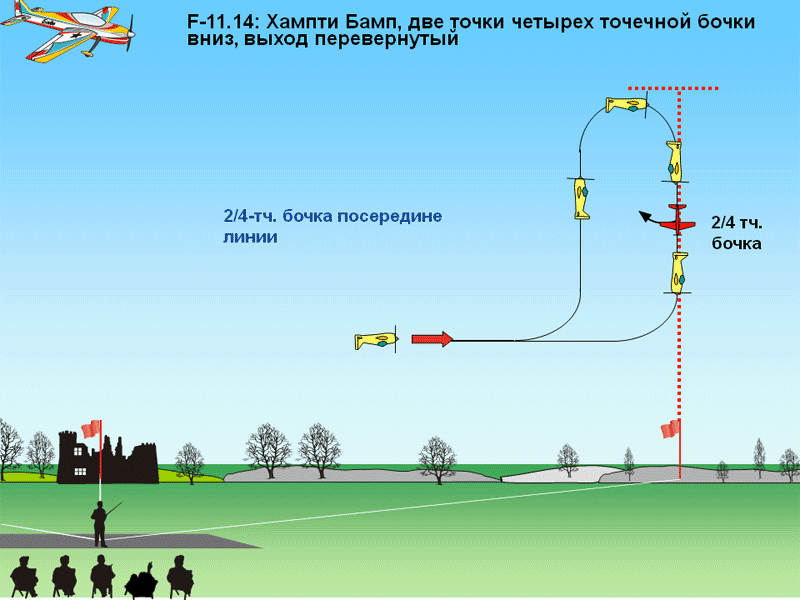 F-11.14: Хампти Бамп, две точки четырех точечной бочки
вниз, выход перевернутый
2/4-тч. бочка посередине
линии
2/4 тч.
бочка